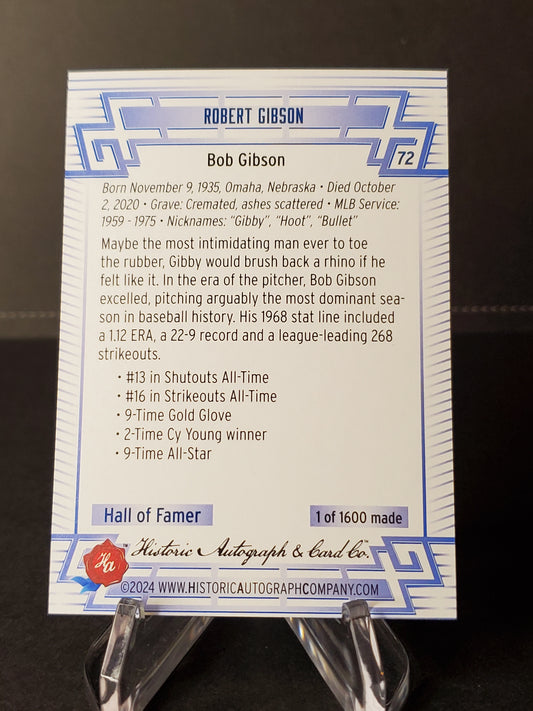 ROBERT GIBSON
Bob Gibson
72
Born November 9, 1935, Omaha, Nebraska • Died October
2, 2020 • Grave: Cremated, ashes scattered • MLB Service:
1959 - 1975 • Nicknames: "Gibby", "Hoot", "Bullet"
Maybe the most intimidating man ever to toe
the rubber, Gibby would brush back a rhino if he
felt like it. In the era of the pitcher, Bob Gibson
excelled, pitching arguably the most dominant sea-
son in baseball history. His 1968 stat line included
a 1.12 ERA, a 22-9 record and a league-leading 268
strikeouts.
• #13 in Shutouts All-Time
• #16 in Strikeouts All-Time
• 9-Time Gold Glove
• 2-Time Cy Young winner
• 9-Time All-Star
Hall of Famer
1 of 1600 made
Ha
™ Historic Autograph & Card Co.™
©2024 WWW.HISTORICAUTOGRAPHCOMPANY.COM